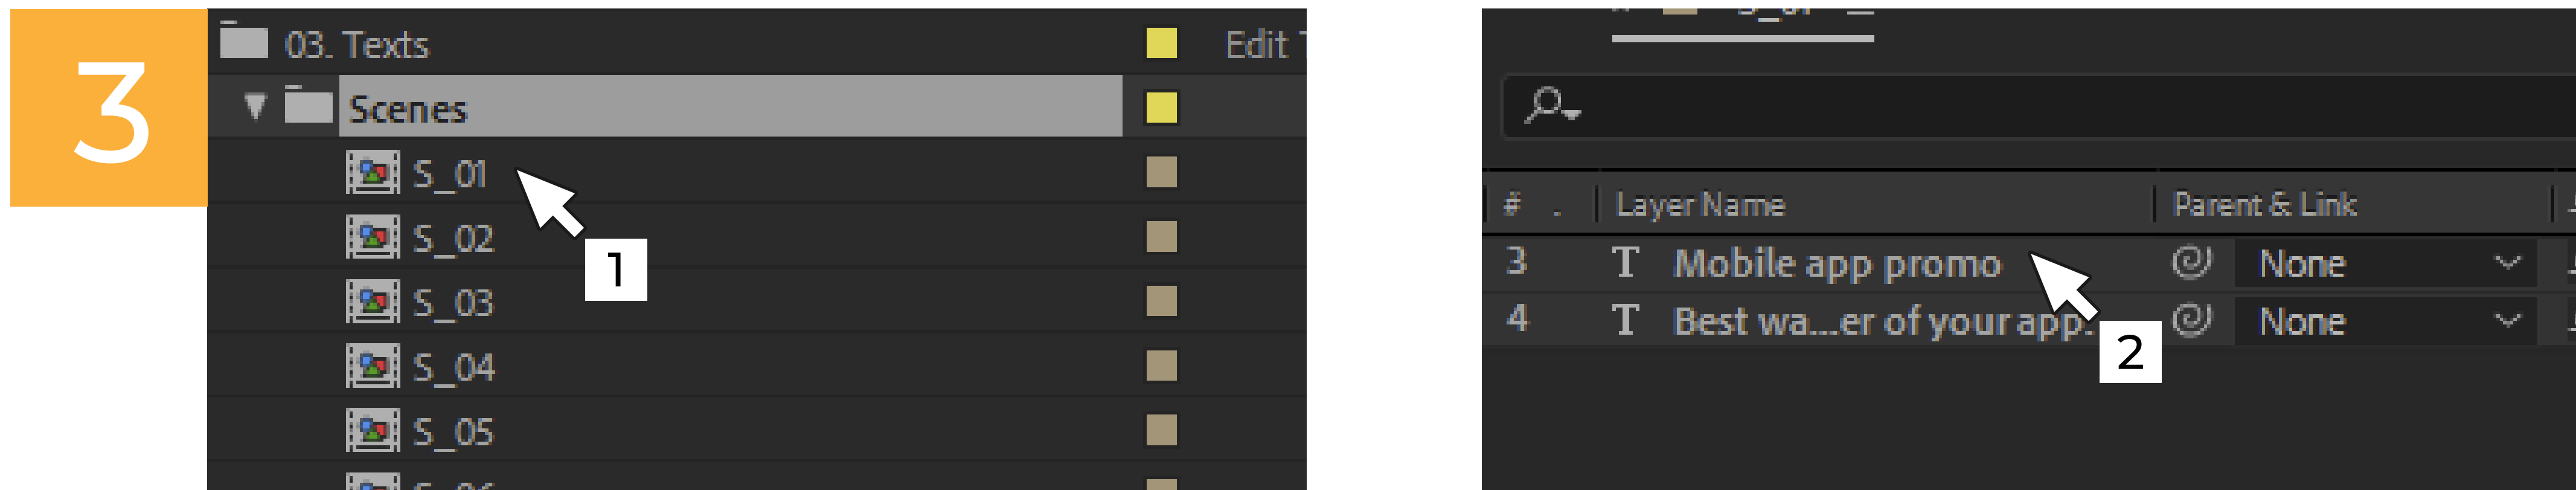 3
03. Texts
Edit
Scenes
S_01
S_02
S_03
S_04
S_05
1
# . Layer Name Parent & Link
3 T Mobile app promo None
4 T Best wa...er of your app. None
2